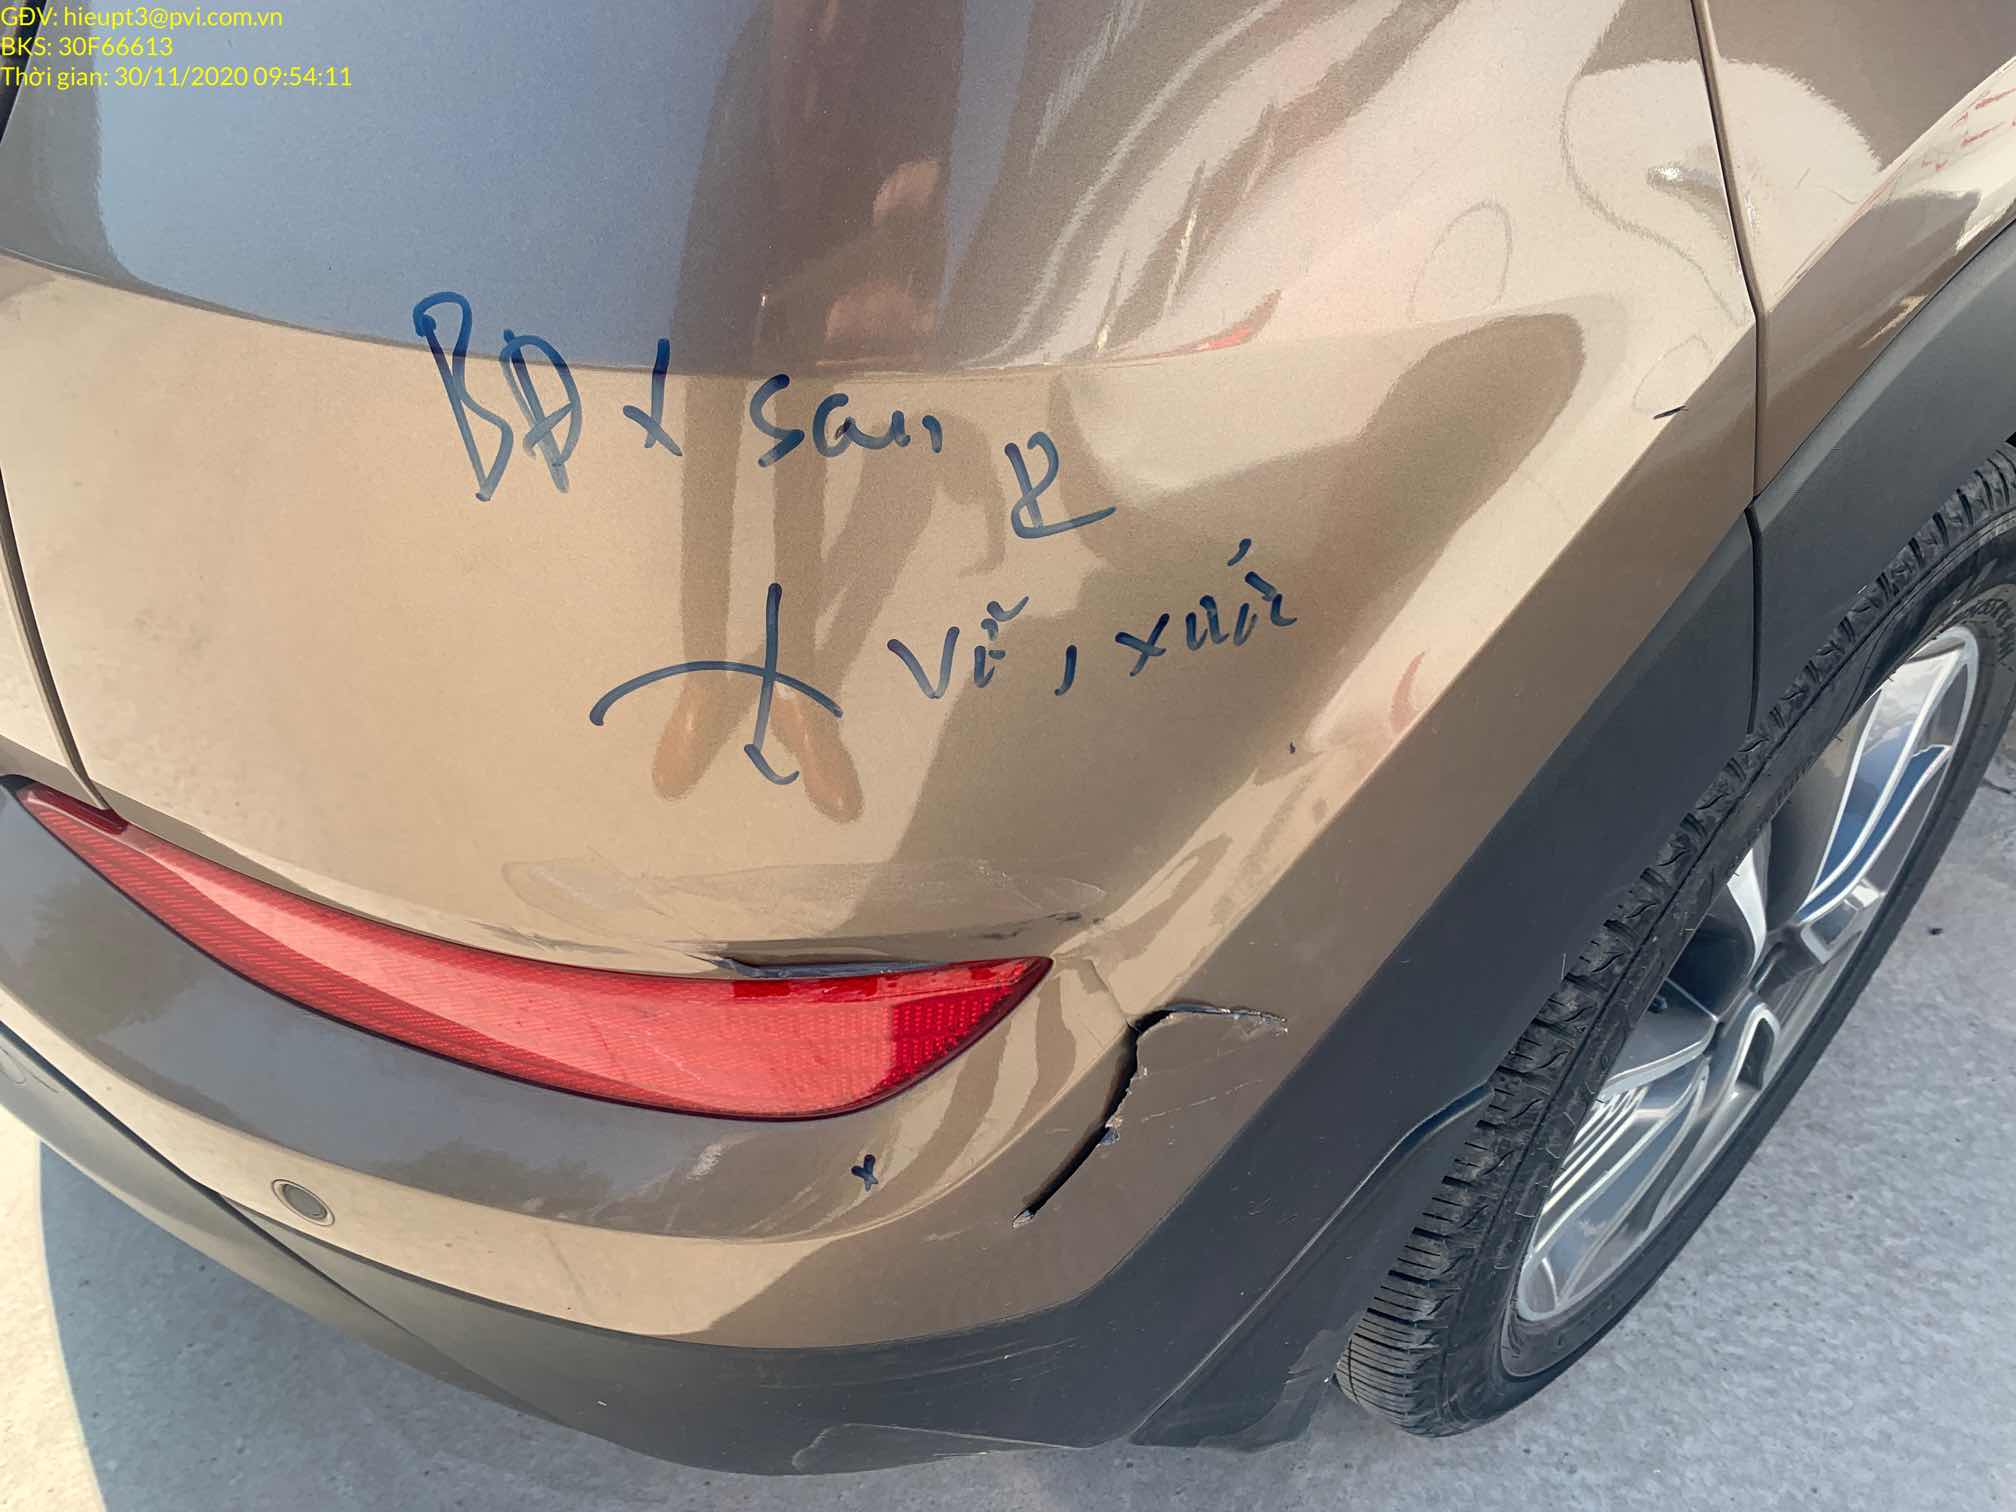 GĐV: hieupt3@pvi.com.vn
BKS: 30F66613
Thời gian: 30/11/2020 09:54:11
BĐ x sau
vỡ, xước